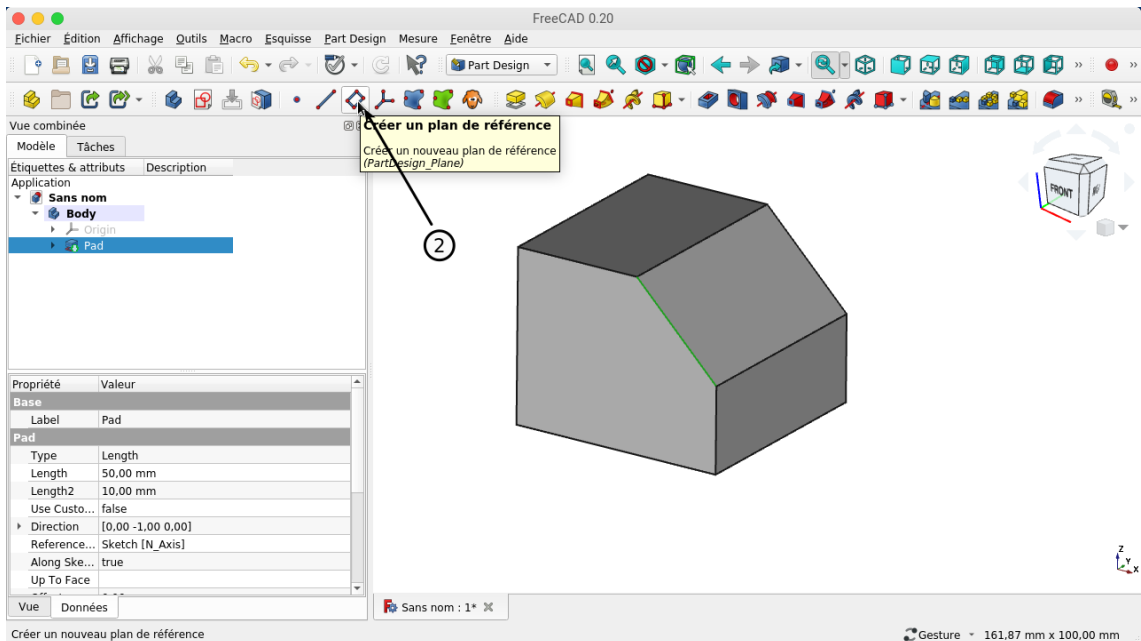 FreeCAD 0.20
Fichier Édition Affichage Outils Macro Esquisse Part Design Mesure Fenêtre Aide
Part Design
Vue combinée
Créer un plan de référence
Créer un nouveau plan de référence
(PartDesign_Plane)
Modèle Tâches
Étiquettes & attributs Description
Application
Sans nom
Body
Origin
Pad
2
FRONT
Propriété Valeur
Base
Label Pad
Pad
Type Length
Length 50,00 mm
Length2 10,00 mm
Use Custo... false
Direction [0,00 -1,00 0,00]
Reference... Sketch [N_Axis]
Along Ske... true
Up To Face
Z
Y
X
Vue Données
Sans nom : 1*
Créer un nouveau plan de référence
Gesture 161,87 mm x 100,00 mm